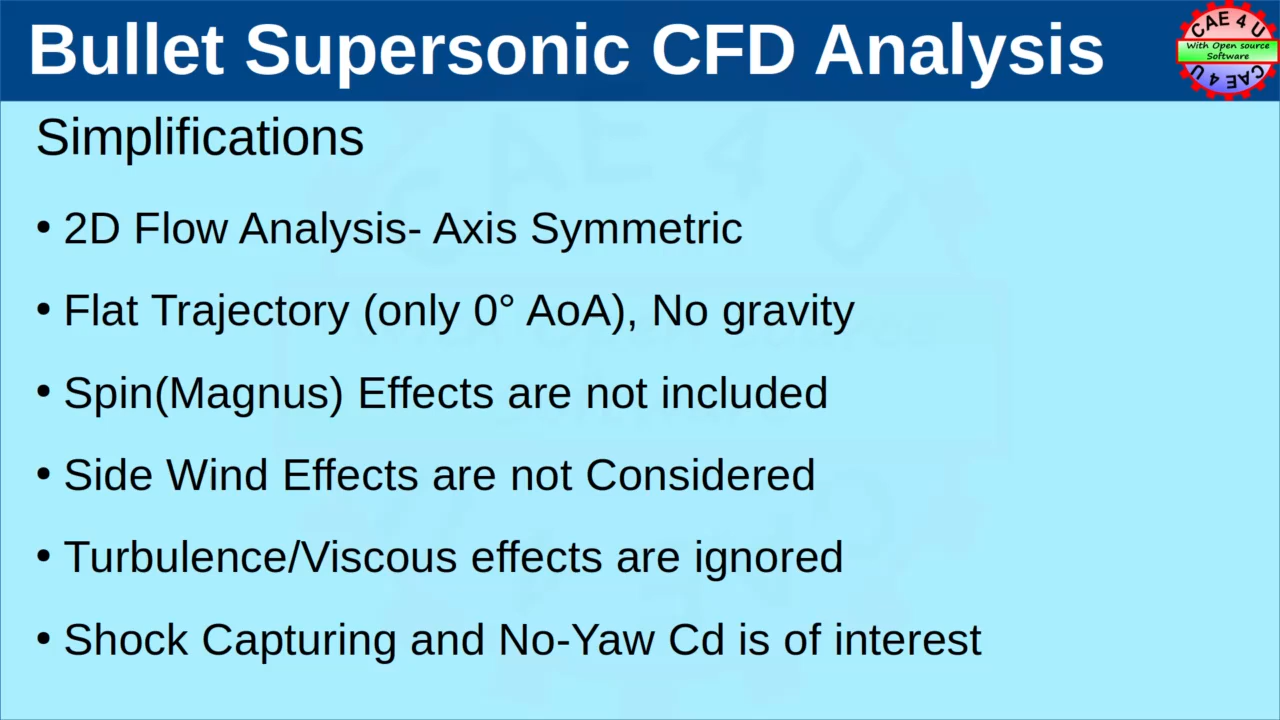 Bullet Supersonic CFD Analysis
CAE 4 U
With Open source
Software
CAE 4 U
Simplifications
• 2D Flow Analysis- Axis Symmetric
• Flat Trajectory (only 0° AoA), No gravity
• Spin(Magnus) Effects are not included
• Side Wind Effects are not Considered
• Turbulence/Viscous effects are ignored
• Shock Capturing and No-Yaw Cd is of interest